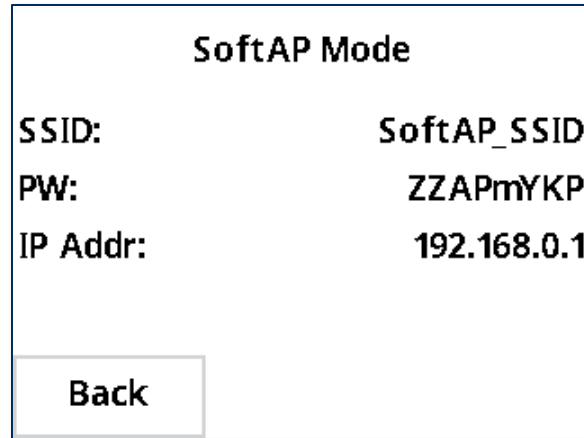 SoftAP Mode
SSID: SoftAP_SSID
PW: ZZAPmYKP
IP Addr: 192.168.0.1
Back